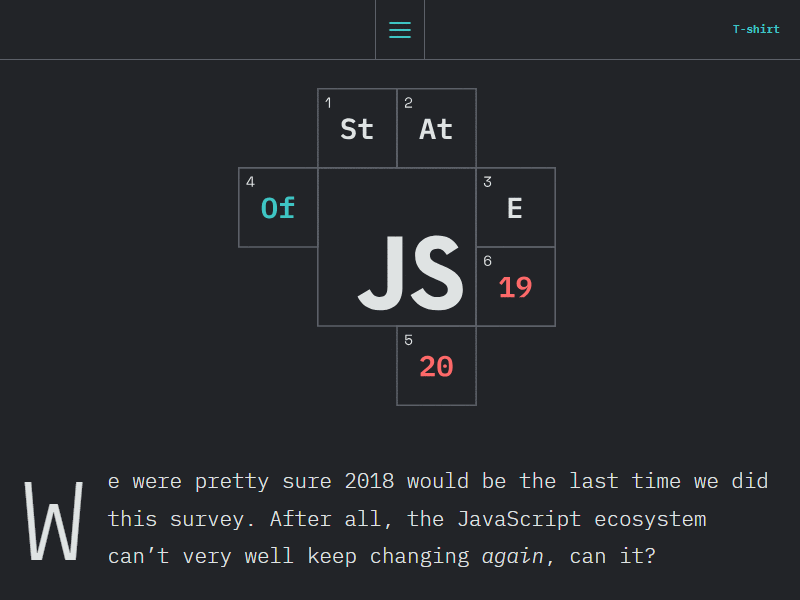 T-shirt
1 2
St At
4 3
Of E
JS
6
19
5
20
We were pretty sure 2018 would be the last time we did
this survey. After all, the JavaScript ecosystem
can’t very well keep changing again, can it?